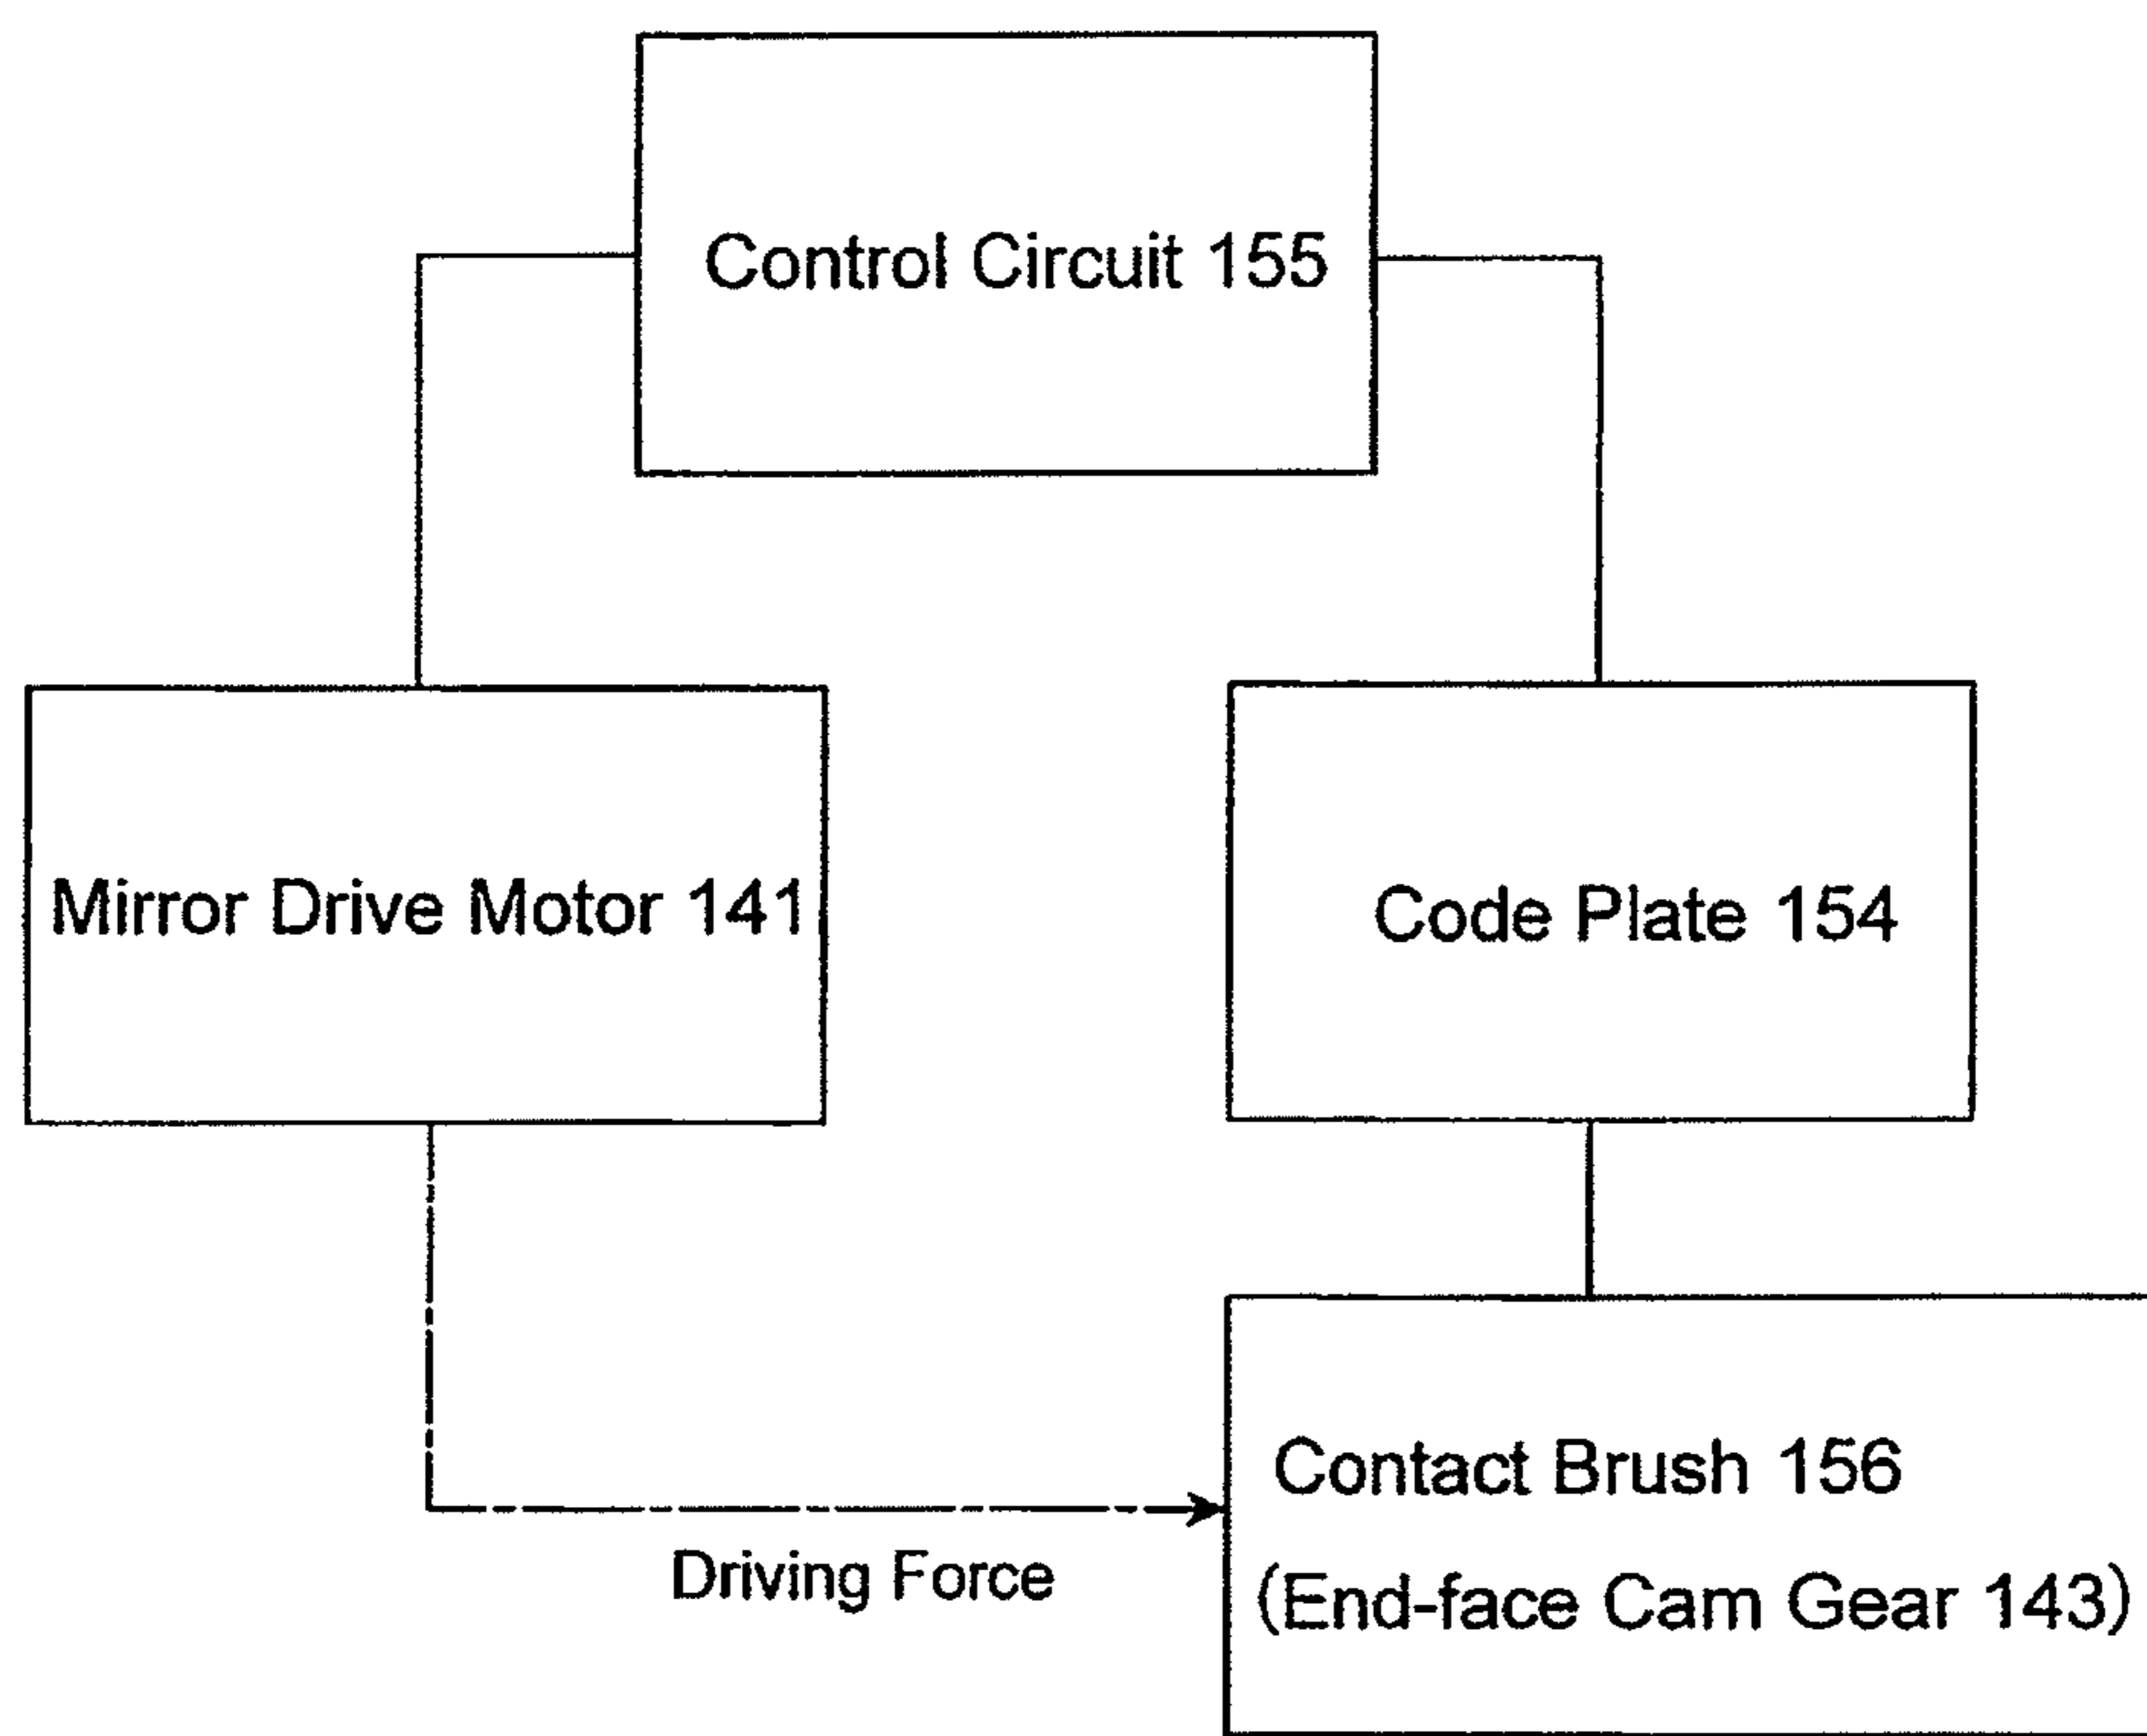 Control Circuit 155
Mirror Drive Motor 141
Code Plate 154
Contact Brush 156
(End-face Cam Gear 143)
Driving Force